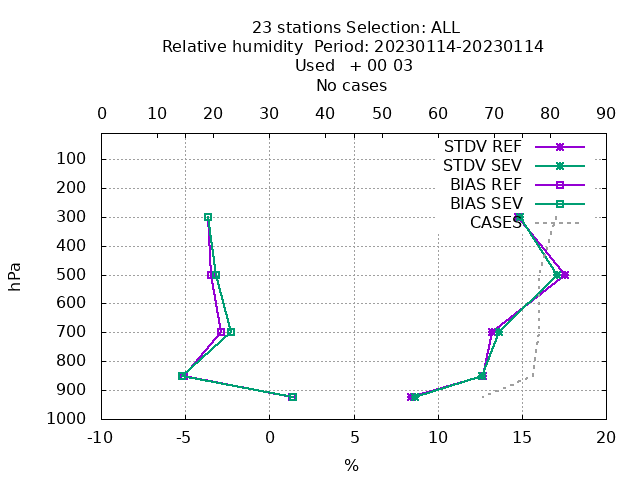 23 stations Selection: ALL
Relative humidity  Period: 20230114-20230114
Used   + 00 03
No cases
0 10 14 20 30 40 50 60 70 80 90
STDV REF
STDV SEV
BIAS REF
BIAS SEV
CASES
hPa
100
200
300
400
500
600
700
800
900
1000
-10 -5 0 5 10 15 20
%